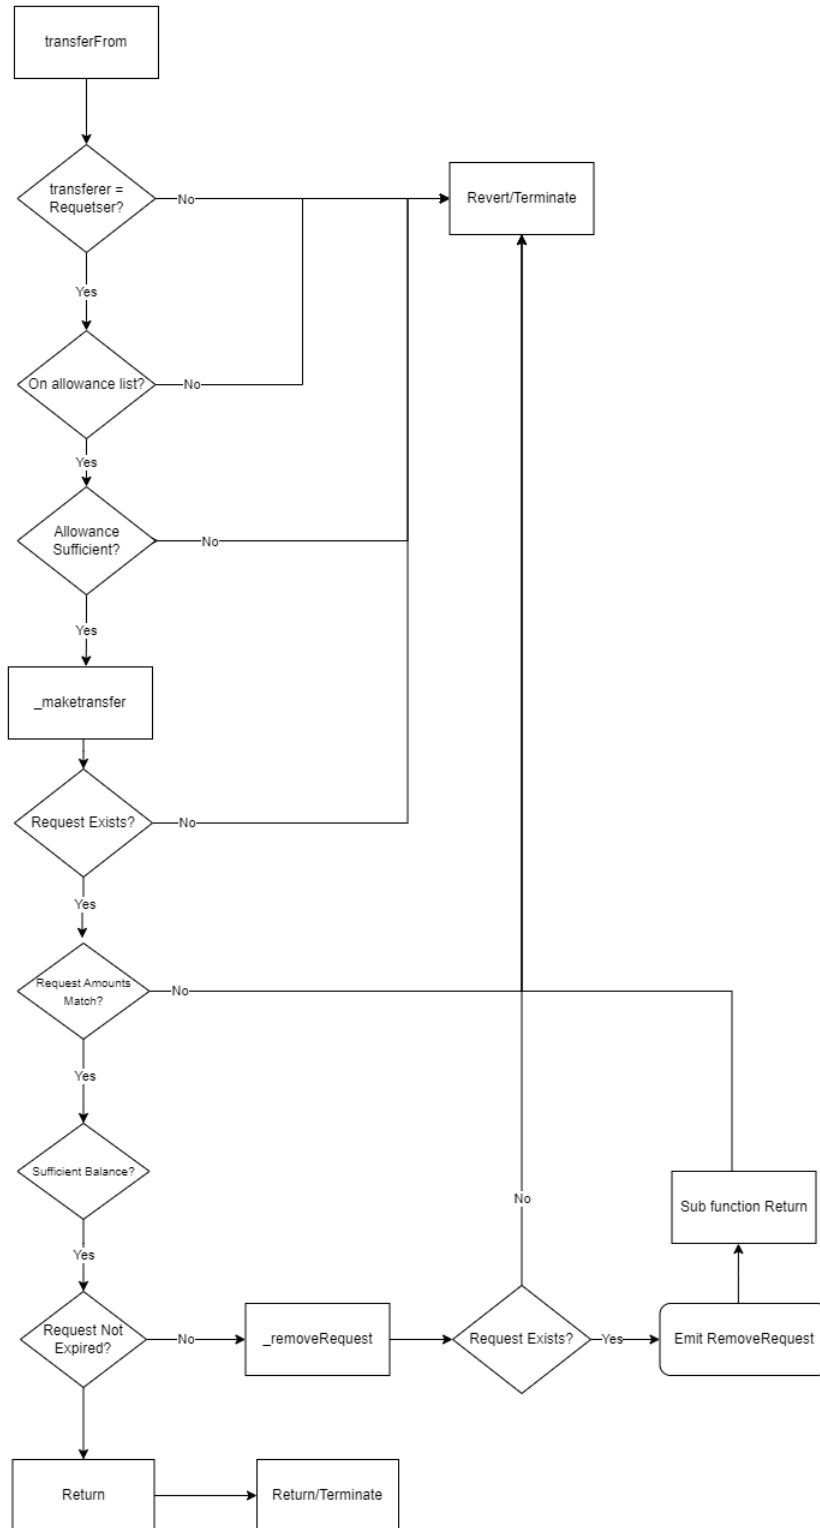 transferFrom
transferer =
Requetser?
No
Revert/Terminate
Yes
On allowance list?
No
Yes
Allowance
Sufficient?
No
Yes
_maketransfer
Request Exists?
No
Yes
Request Amounts
Match?
No
Yes
Sufficient Balance?
Sub function Return
No
Yes
Request Not
Expired?
No
_removeRequest
Request Exists?
Yes
Emit RemoveRequest
Return
Return/Terminate